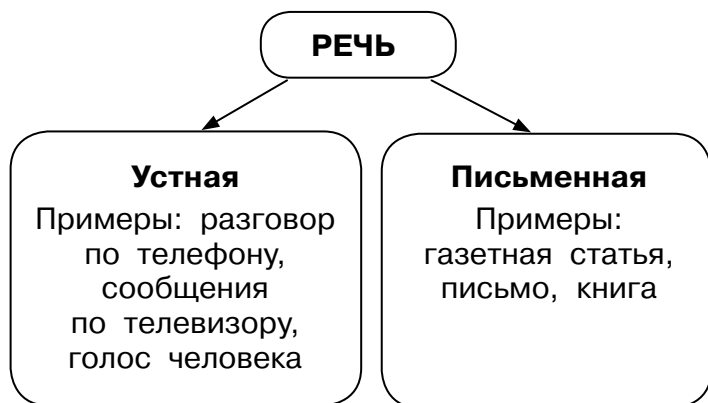 РЕЧЬ
Устная
Примеры: разговор
по телефону,
сообщения
по телевизору,
голос человека
Письменная
Примеры:
газетная статья,
письмо, книга